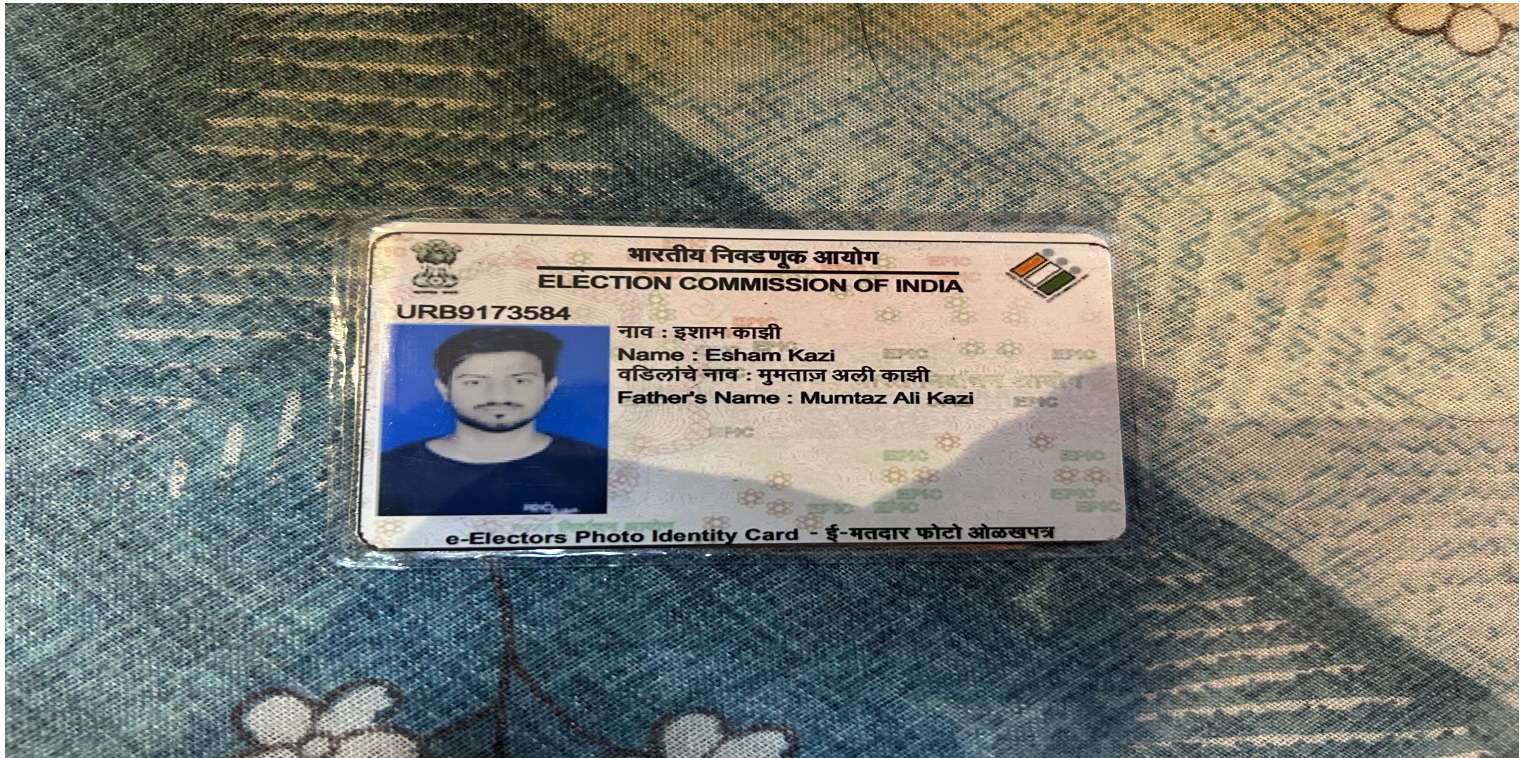 भारतीय निवडणूक आयोग
ELECTION COMMISSION OF INDIA
URB9173584
नाव : इशाम काझी
Name : Esham Kazi
वडिलांचे नाव : मुमताज़ अली काझी
Father's Name : Mumtaz Ali Kazi
e-Electors Photo Identity Card - ई-मतदार फोटो ओळखपत्र